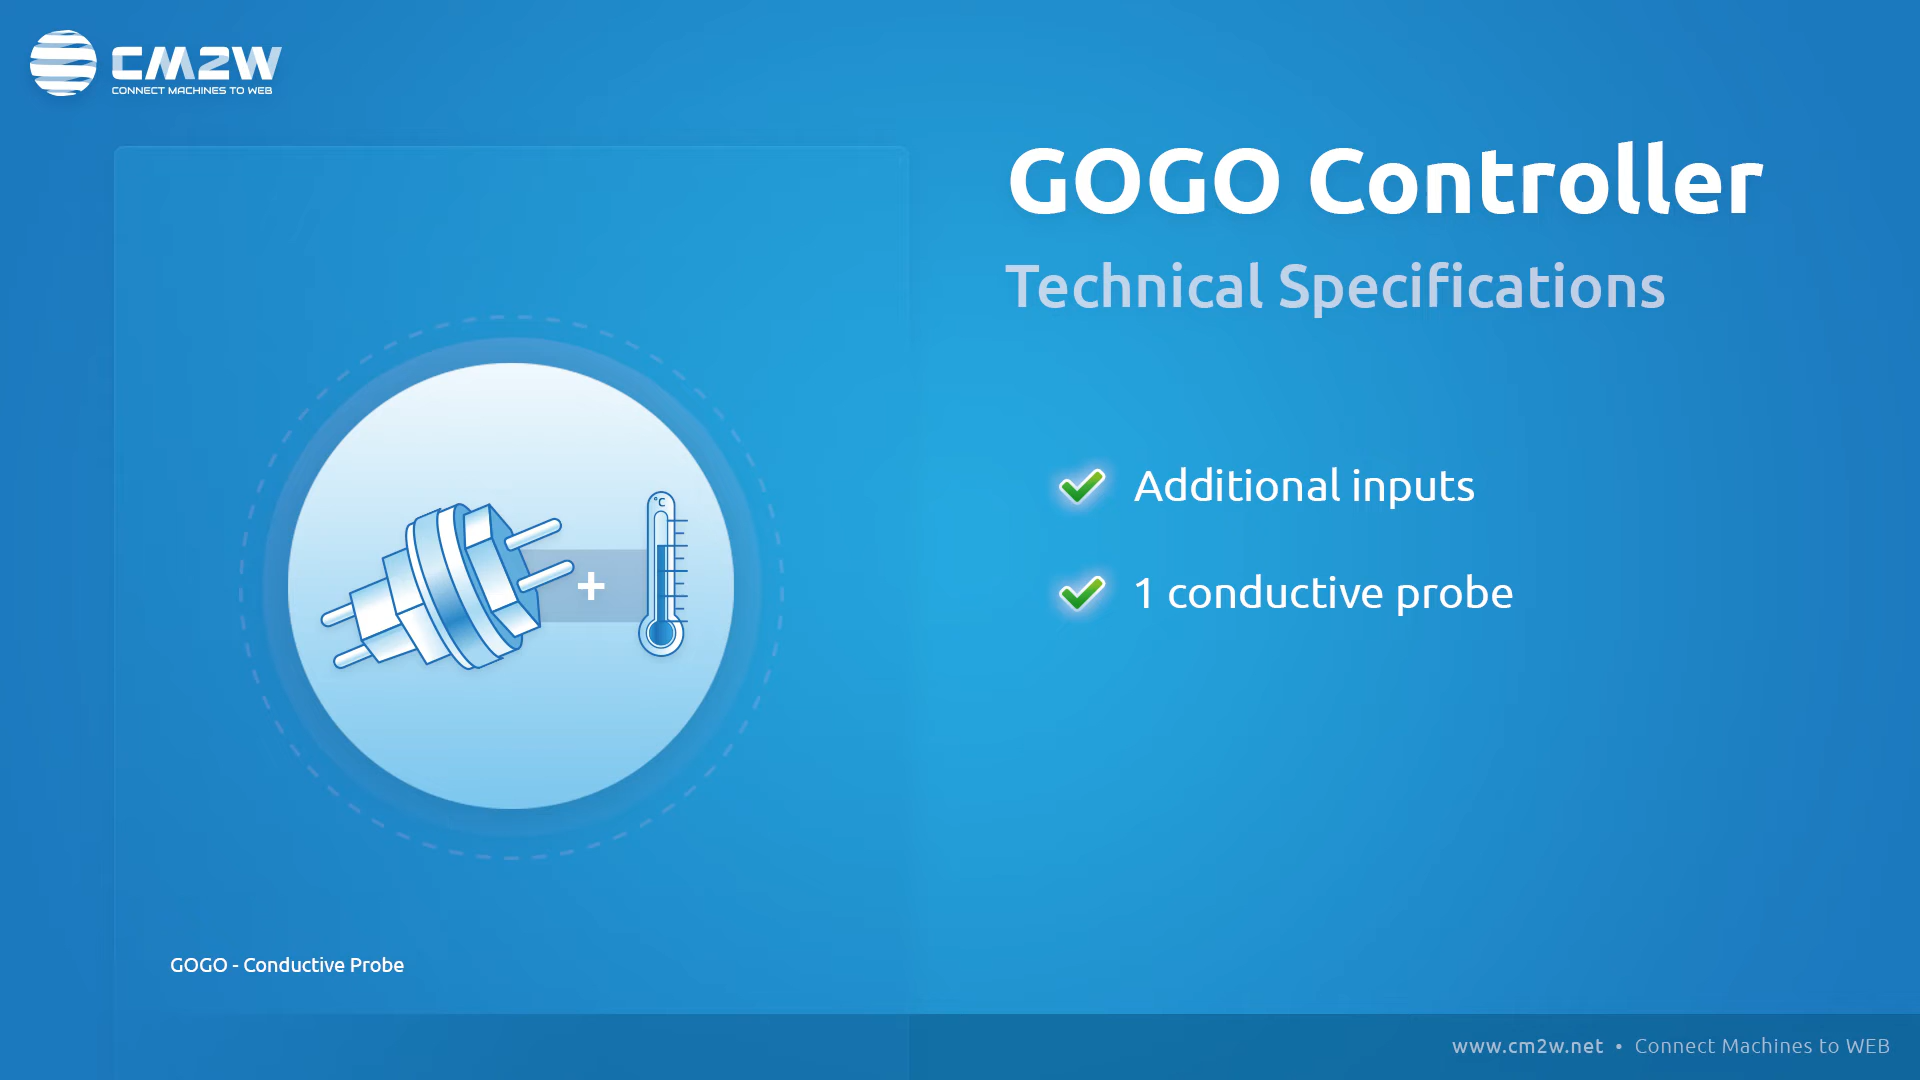 CM2W
CONNECT MACHINES TO WEB
GOGO Controller
Technical Specifications
Additional inputs
1 conductive probe
°C
+
GOGO - Conductive Probe
www.cm2w.net • Connect Machines to WEB